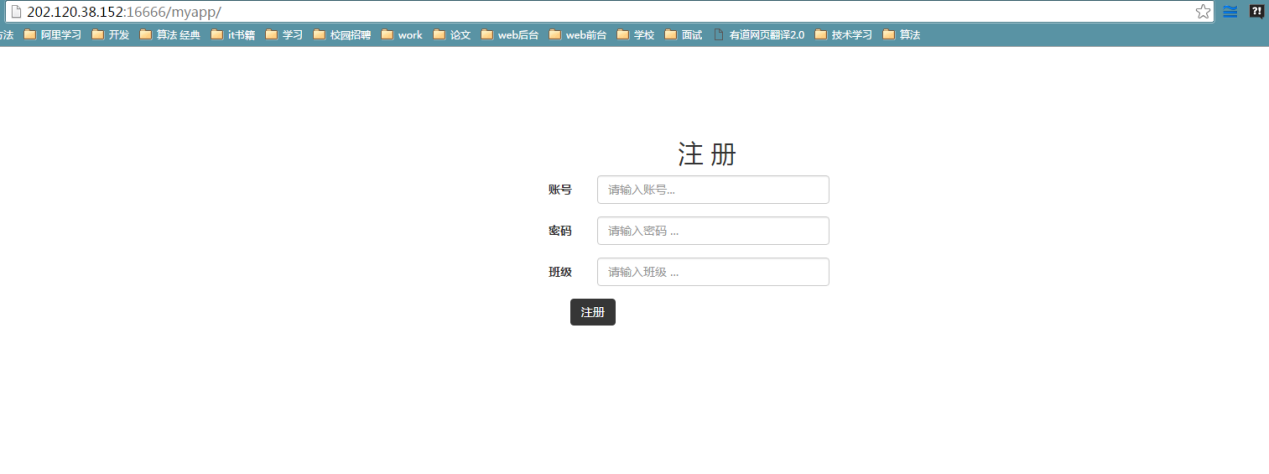 202.120.38.152:16666/myapp/
方法 阿里学习 开发 算法 经典 it书籍 学习 校园招聘 work 论文 web后台 web前台 学校 面试 有道网页翻译2.0 技术学习 算法
注 册
账号 请输入账号...
密码 请输入密码 ...
班级 请输入班级 ...
注册